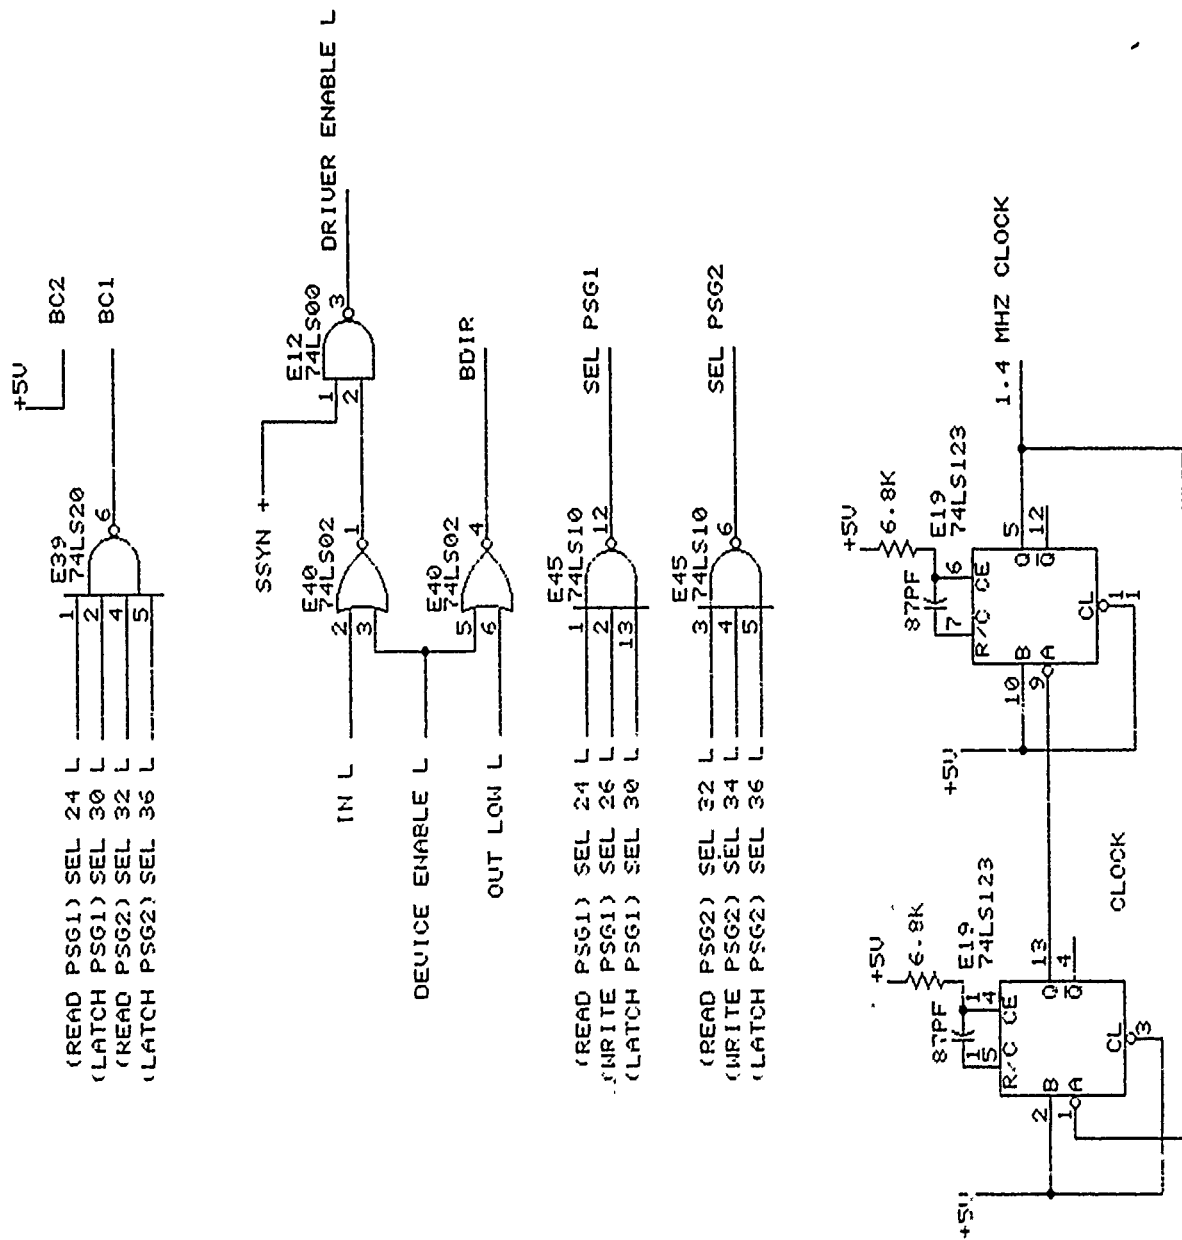 +5V
BC2
E39
74LS20
(READ PSG1) SEL 24 L 1
(LATCH PSG1) SEL 30 L 2
(READ PSG2) SEL 32 L 4
(LATCH PSG2) SEL 36 L 5
6
BC1
SSYN +
E12
74LS00
1
2
3
DRIVER ENABLE L
E40
74LS02
IN L
2
3
1
DEVICE ENABLE L
E40
74LS02
OUT LOW L
5
6
4
BDIR
E45
74LS10
(READ PSG1) SEL 24 L 1
(WRITE PSG1) SEL 26 L 2
(LATCH PSG1) SEL 30 L 13
12
SEL PSG1
E45
74LS10
(READ PSG2) SEL 32 L 3
(WRITE PSG2) SEL 34 L 4
(LATCH PSG2) SEL 36 L 5
6
SEL PSG2
+5V
6.8K
87PF
15
14
E19
74LS123
R/C
CE
+5V
2
B
1
A
Q
13
Q
4
CL
3
CLOCK
+5V
6.8K
87PF
7
6
E19
74LS123
R/C
CE
+5V
10
B
9
A
Q
5
Q
12
CL
11
1.4 MHZ CLOCK